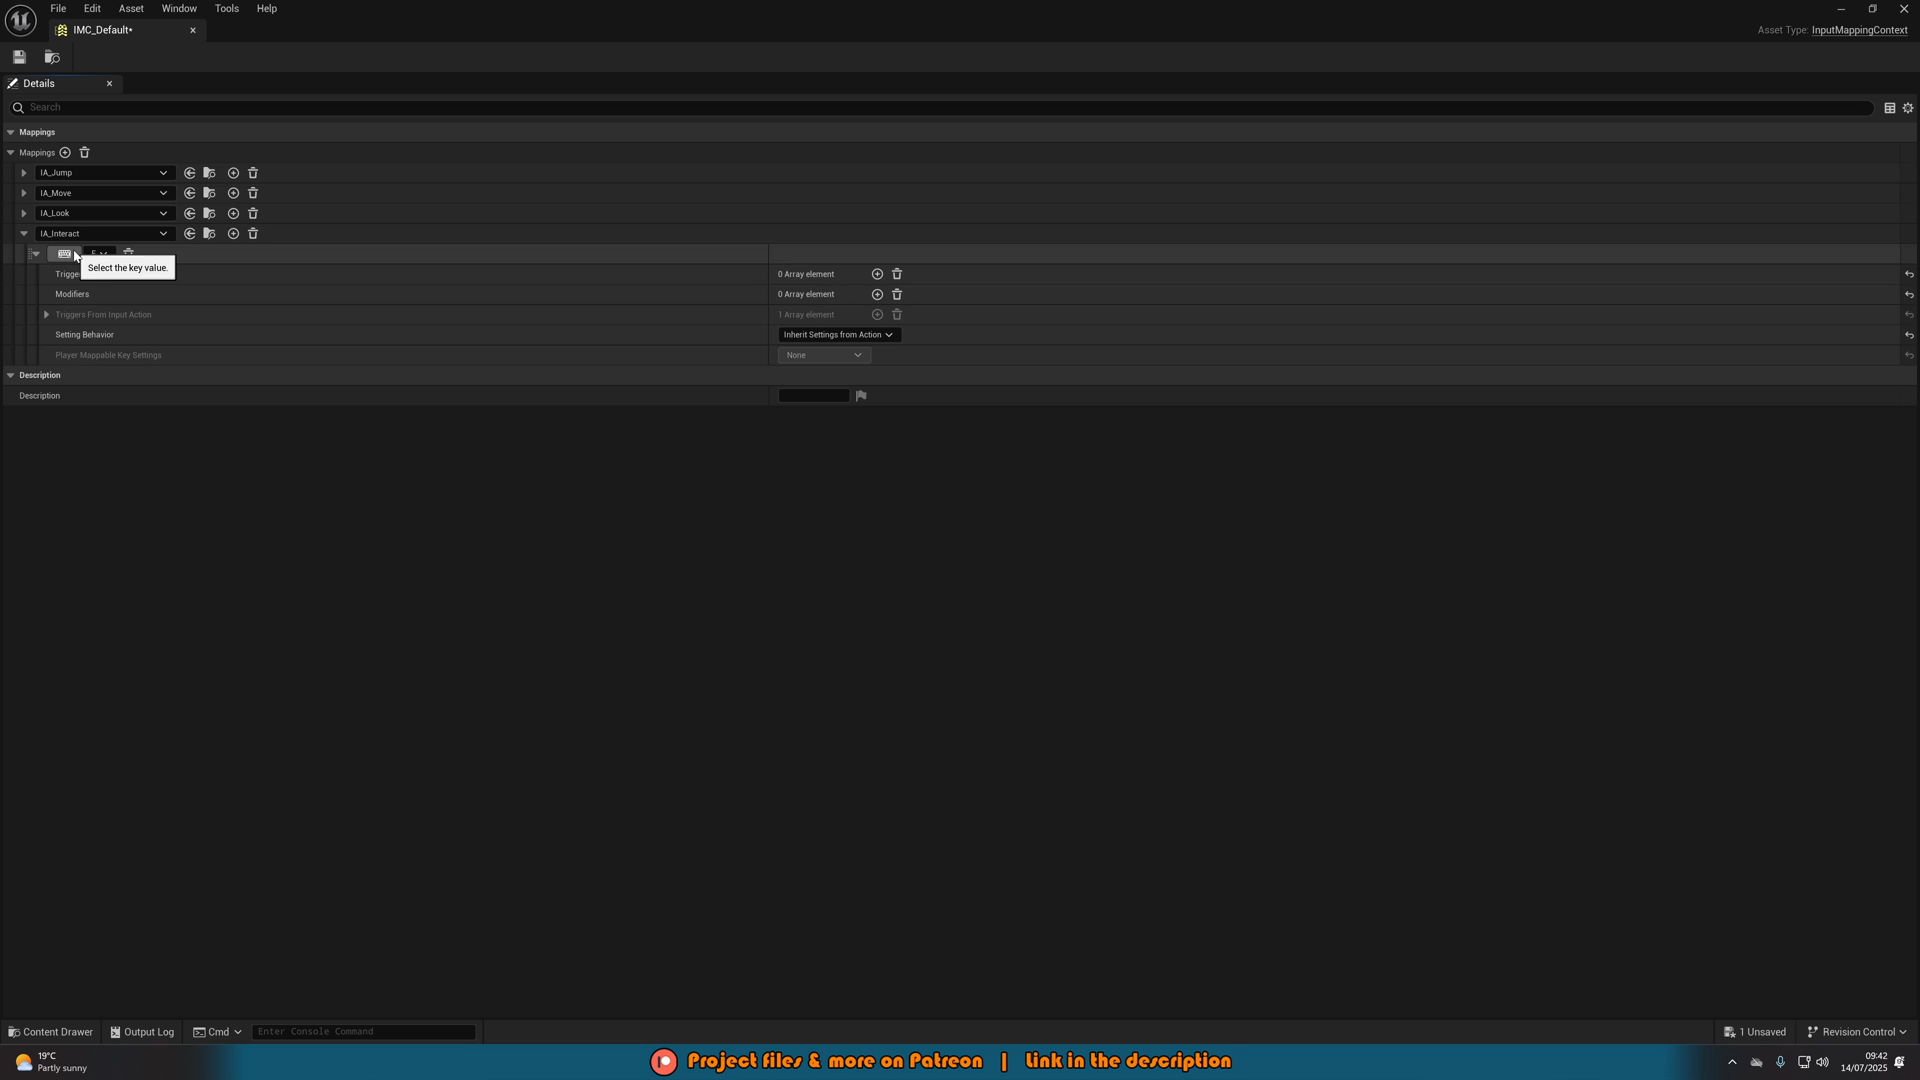 File Edit Asset Window Tools Help
IMC_Default*
Asset Type: InputMappingContext
Details
Search
Mappings
Mappings
IA_Jump
IA_Move
IA_Look
IA_Interact
Select the key value.
0 Array element
Modifiers 0 Array element
Triggers From Input Action 1 Array element
Setting Behavior Inherit Settings from Action
Player Mappable Key Settings None
Description
Description
Content Drawer Output Log Cmd Enter Console Command 1 Unsaved Revision Control
19°C
Partly sunny
Project files & more on Patreon | Link in the description
09:42
14/07/2025